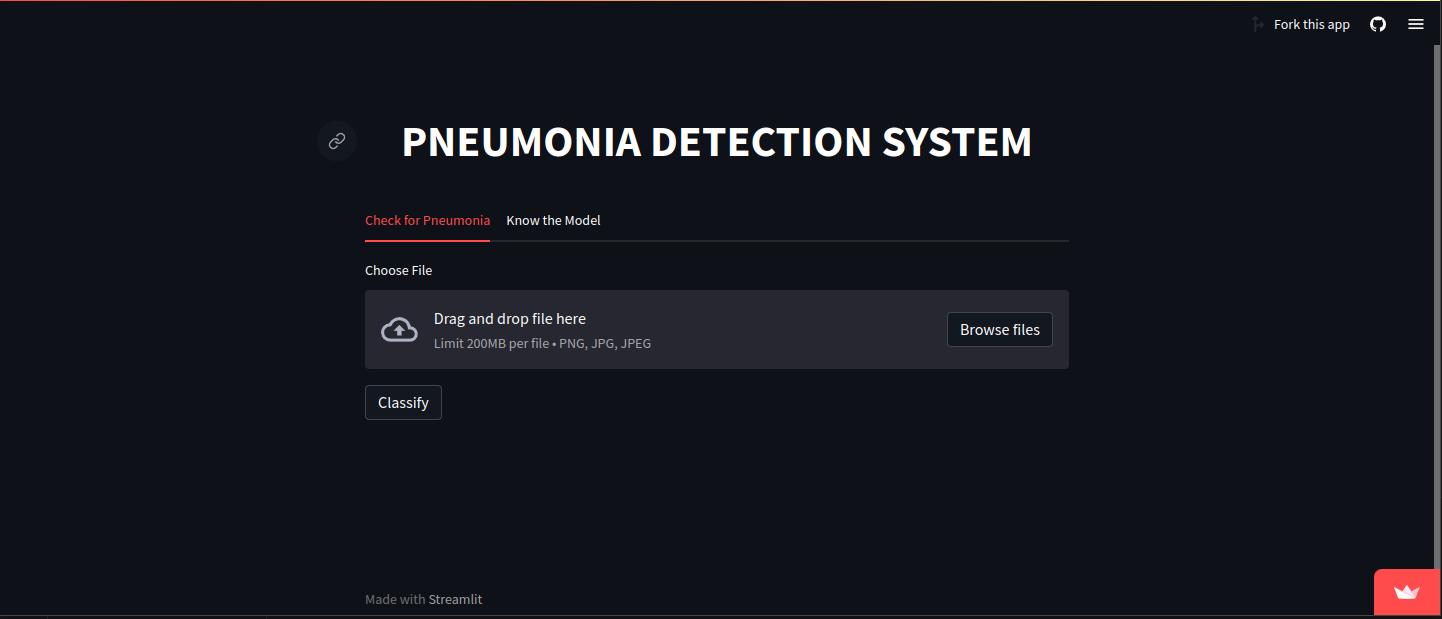 Fork this app
PNEUMONIA DETECTION SYSTEM
Check for Pneumonia Know the Model
Choose File
Drag and drop file here
Limit 200MB per file • PNG, JPG, JPEG
Browse files
Classify
Made with Streamlit